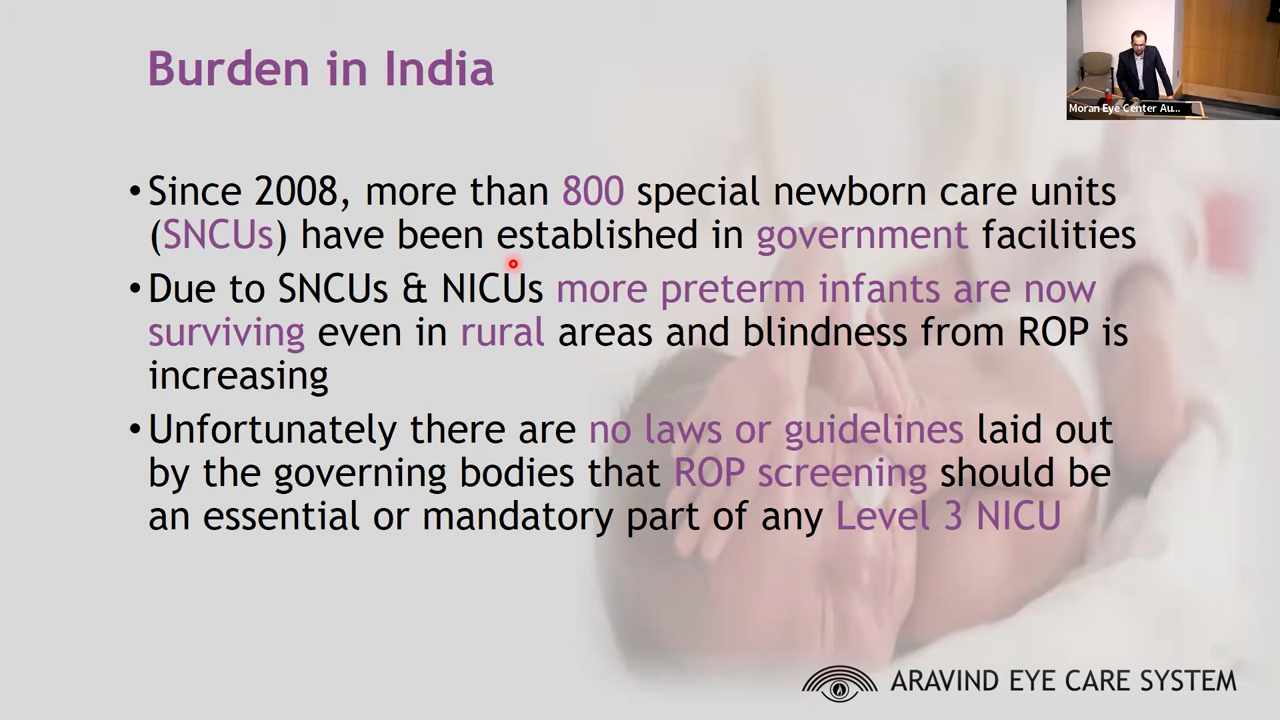 Burden in India
Moran Eye Center Au...
•Since 2008, more than 800 special newborn care units
(SNCUs) have been established in government facilities
•Due to SNCUs & NICUs more preterm infants are now
surviving even in rural areas and blindness from ROP is
increasing
•Unfortunately there are no laws or guidelines laid out
by the governing bodies that ROP screening should be
an essential or mandatory part of any Level 3 NICU
ARAVIND EYE CARE SYSTEM